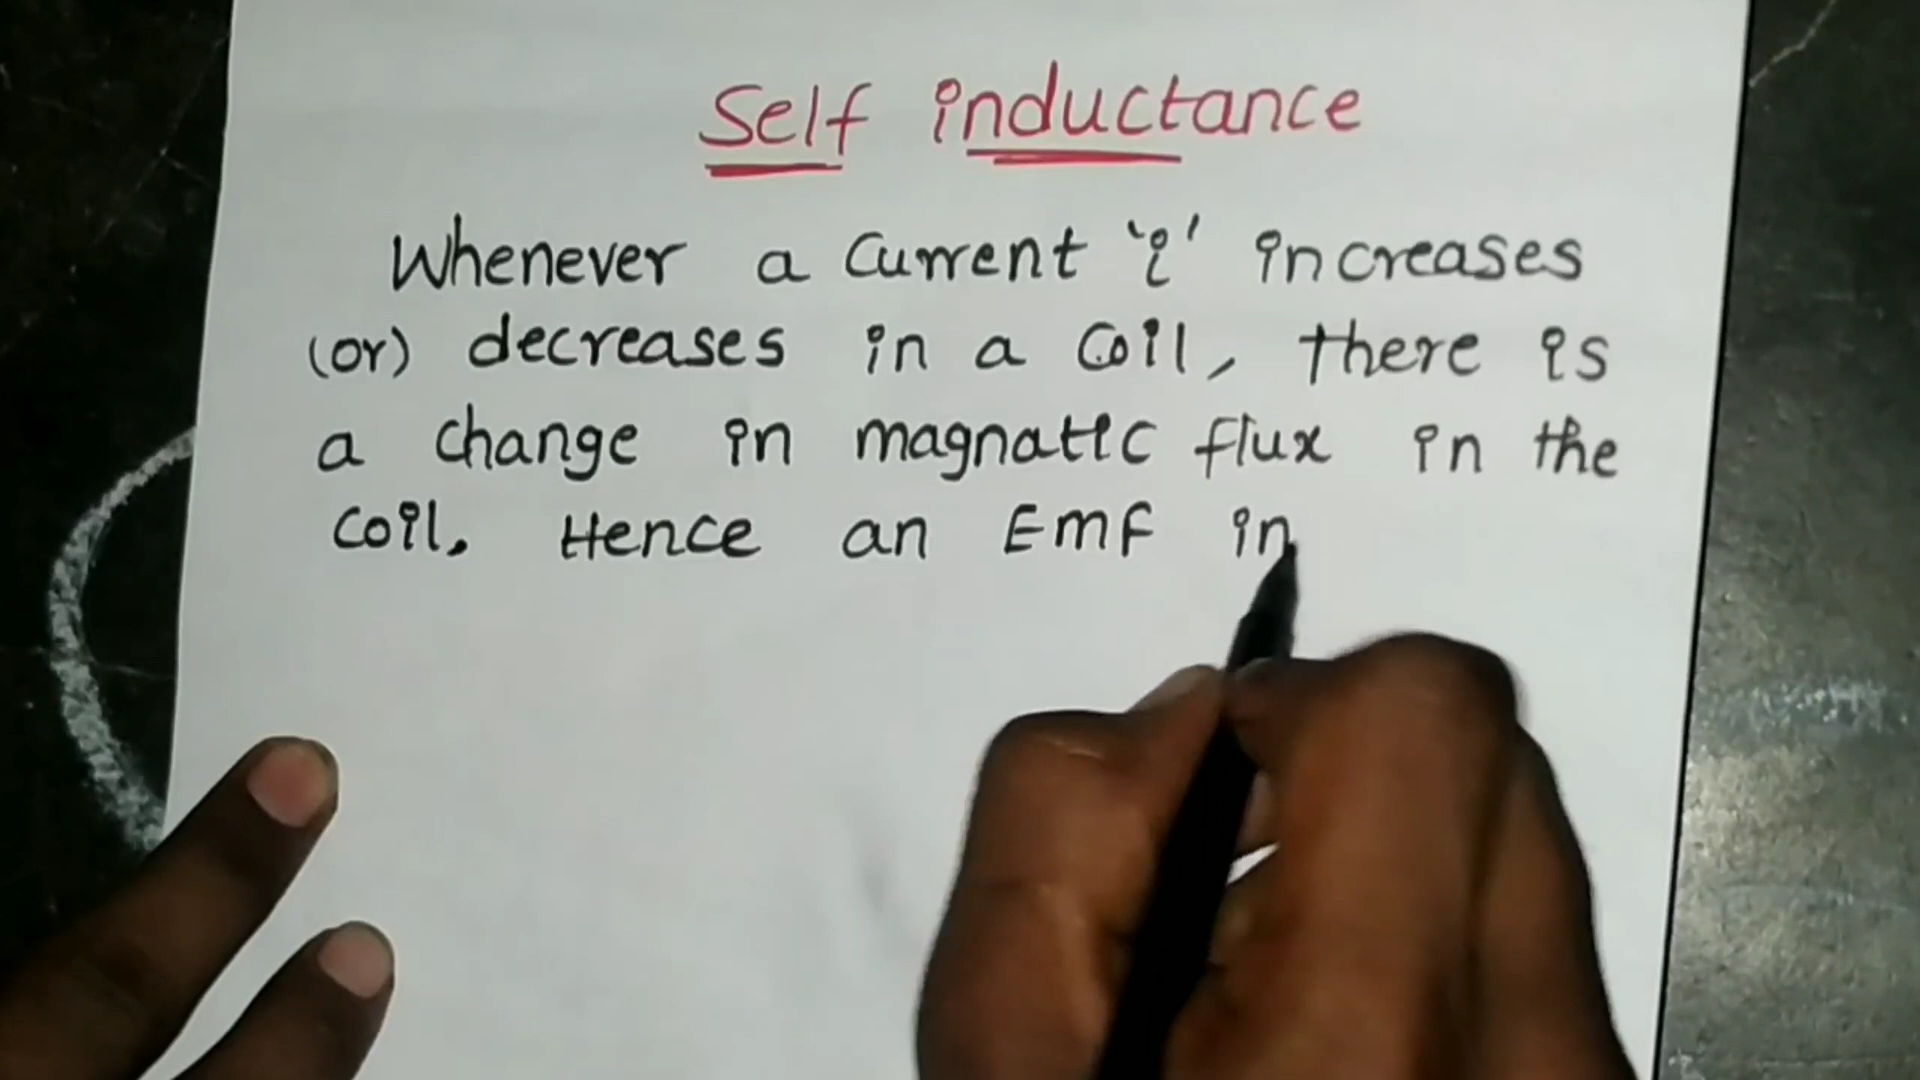 Self inductance
Whenever a current 'i' increases
(or) decreases in a coil, there is
a change in magnatic flux in the
coil. Hence an EMF in